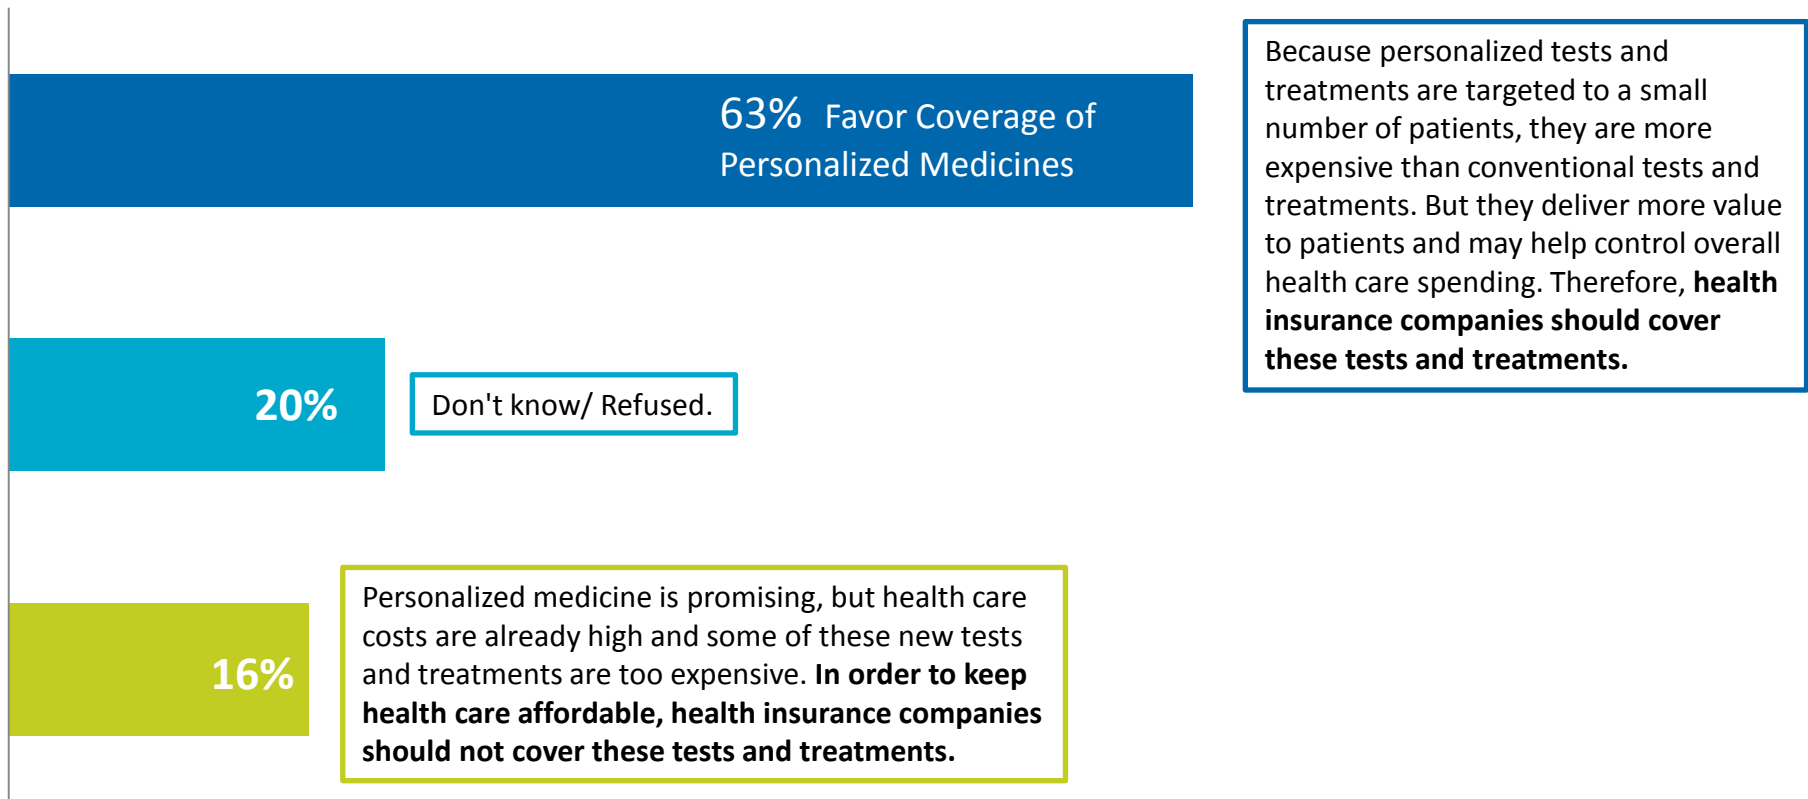 63% Favor Coverage of
Personalized Medicines
Because personalized tests and
treatments are targeted to a small
number of patients, they are more
expensive than conventional tests and
treatments. But they deliver more value
to patients and may help control overall
health care spending. Therefore, health
insurance companies should cover
these tests and treatments.
20%
Don't know/ Refused.
16%
Personalized medicine is promising, but health care
costs are already high and some of these new tests
and treatments are too expensive. In order to keep
health care affordable, health insurance companies
should not cover these tests and treatments.